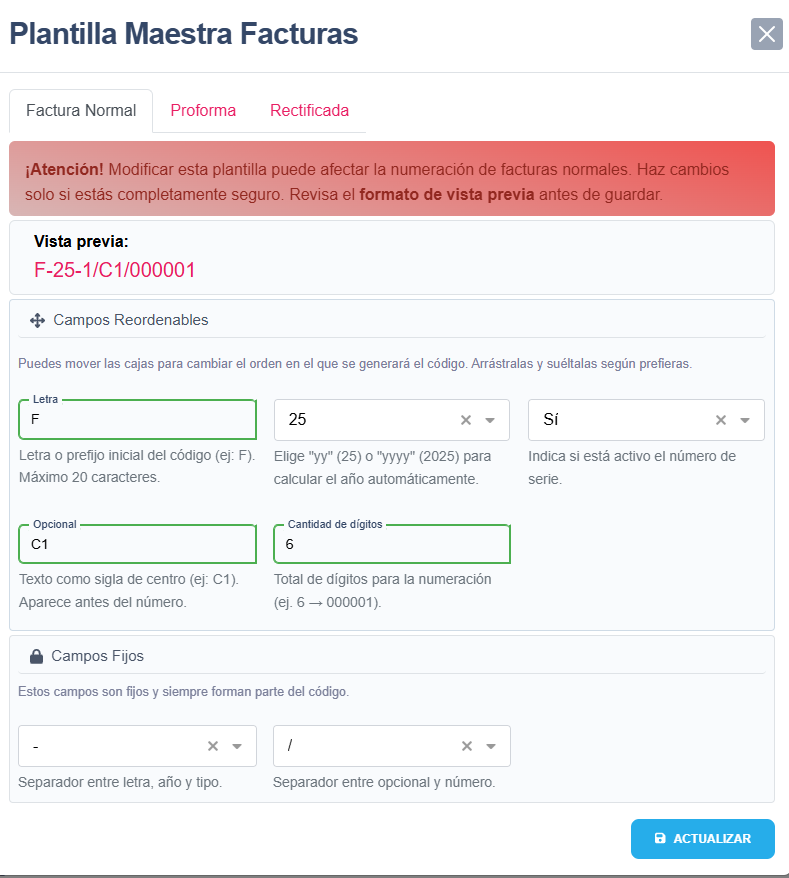 Plantilla Maestra Facturas
Factura Normal
Proforma
Rectificada
¡Atención! Modificar esta plantilla puede afectar la numeración de facturas normales. Haz cambios
solo si estás completamente seguro. Revisa el formato de vista previa antes de guardar.
Vista previa:
F-25-1/C1/000001
Campos Reordenables
Puedes mover las cajas para cambiar el orden en el que se generará el código. Arrástralas y suéltalas según prefieras.
Letra
F
Letra o prefijo inicial del código (ej: F).
Máximo 20 caracteres.
25
Elige "yy" (25) o "yyyy" (2025) para
calcular el año automáticamente.
Sí
Indica si está activo el número de
serie.
Opcional
C1
Texto como sigla de centro (ej: C1).
Aparece antes del número.
Cantidad de dígitos
6
Total de dígitos para la numeración
(ej. 6 → 000001).
Campos Fijos
Estos campos son fijos y siempre forman parte del código.
-
Separador entre letra, año y tipo.
/
Separador entre opcional y número.
ACTUALIZAR